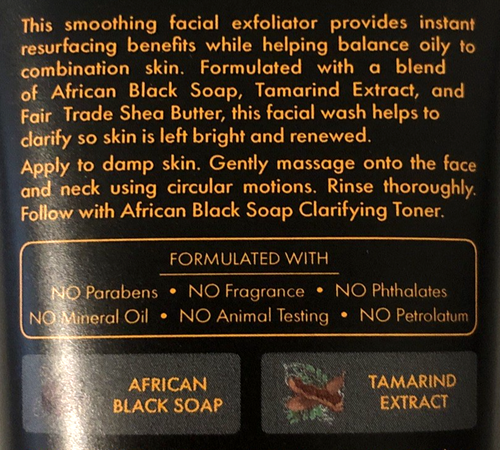 This smoothing facial exfoliator provides instant
resurfacing benefits while helping balance oily to
combination skin. Formulated with a blend
of African Black Soap, Tamarind Extract, and
Fair Trade Shea Butter, this facial wash helps to
clarify so skin is left bright and renewed.
Apply to damp skin. Gently massage onto the face
and neck using circular motions. Rinse thoroughly.
Follow with African Black Soap Clarifying Toner.
FORMULATED WITH
NO Parabens • NO Fragrance • NO Phthalates
NO Mineral Oil • NO Animal Testing • NO Petrolatum
AFRICAN
BLACK SOAP
TAMARIND
EXTRACT